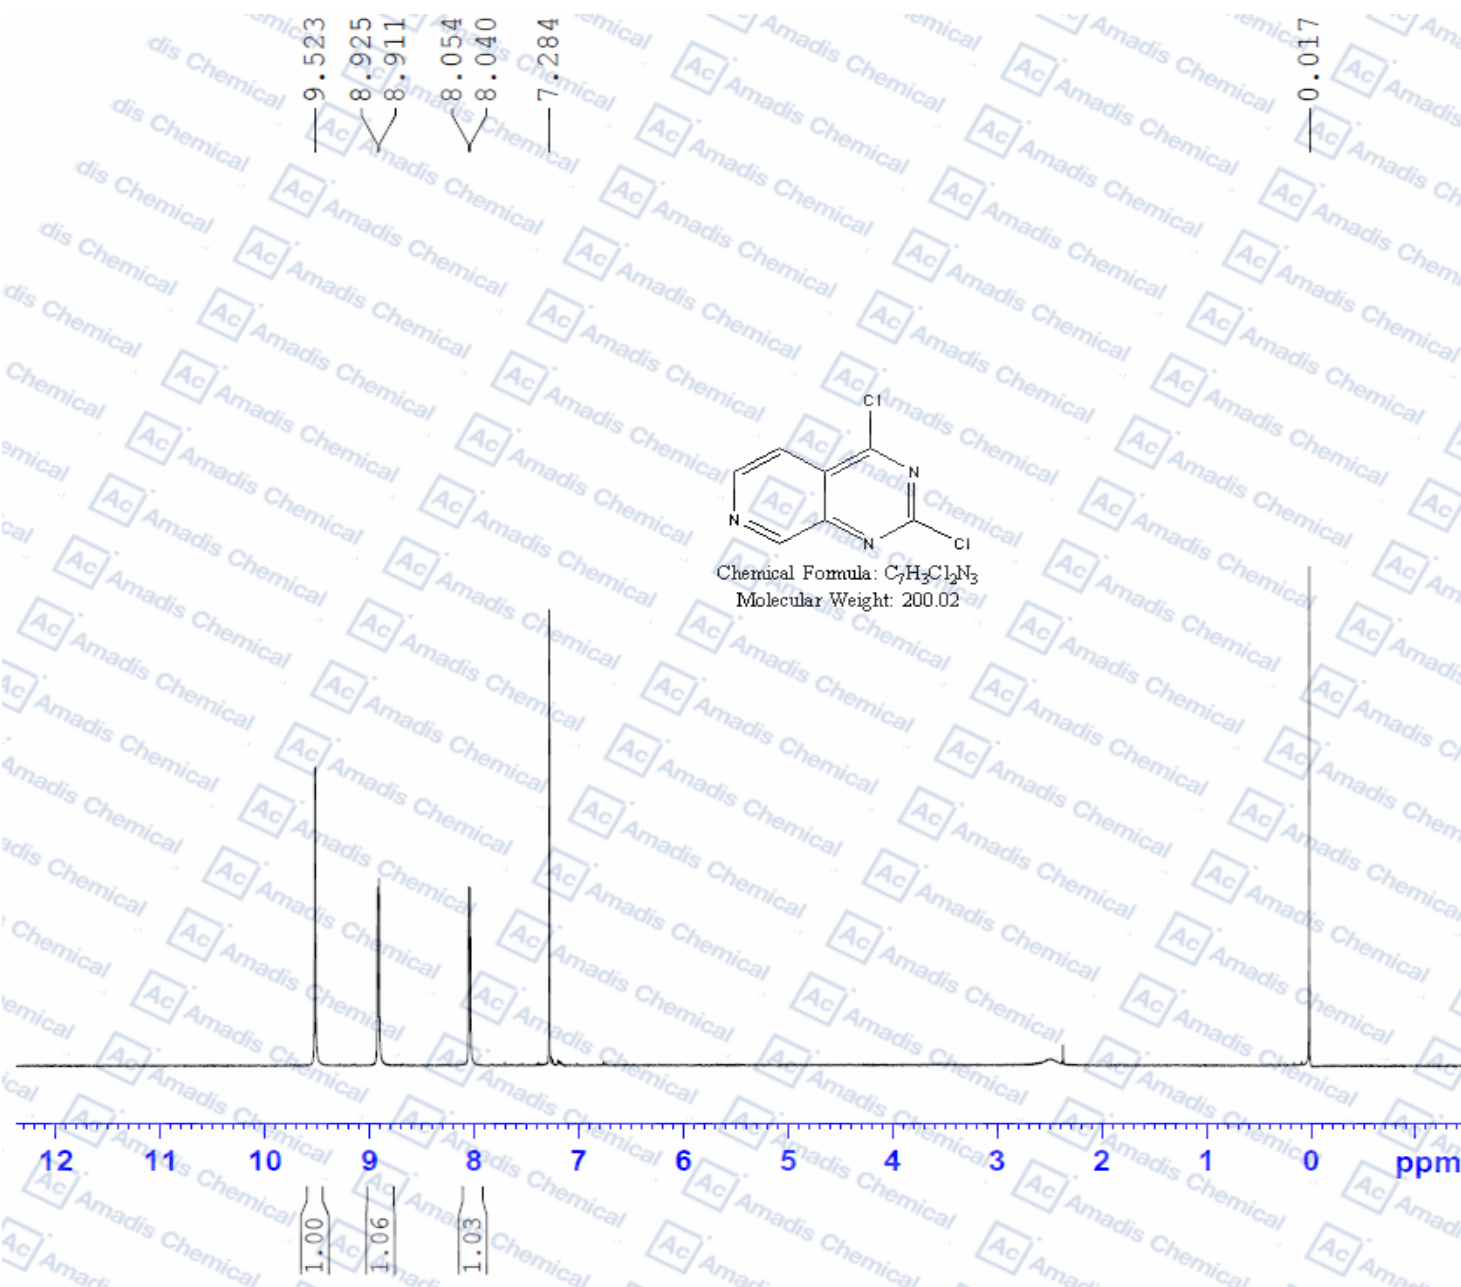 9.523
8.925
8.911
8.054
8.040
7.284
0.017
Cl
N
N
N
Cl
Chemical Formula: C₇H₃Cl₂N₃
Molecular Weight: 200.02
12 11 10 9 8 7 6 5 4 3 2 1 0 ppm
1.00
1.06
1.03
Ac Amadis Chemical